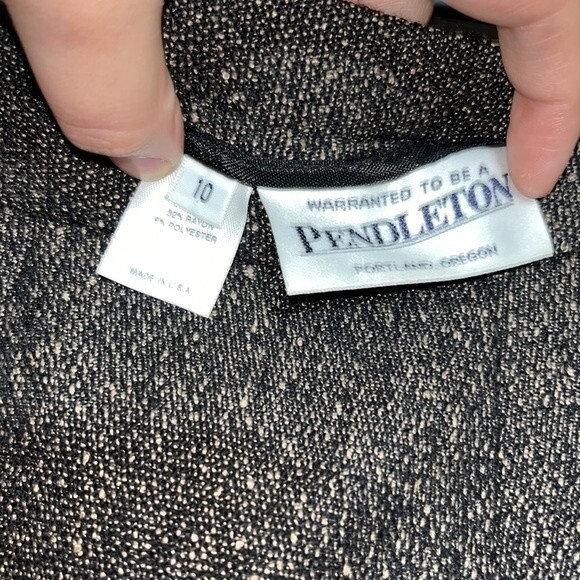 10
% RAYON
% POLYESTER
MADE IN U.S.A.
WARRANTED TO BE A
PENDLETON
PORTLAND, OREGON